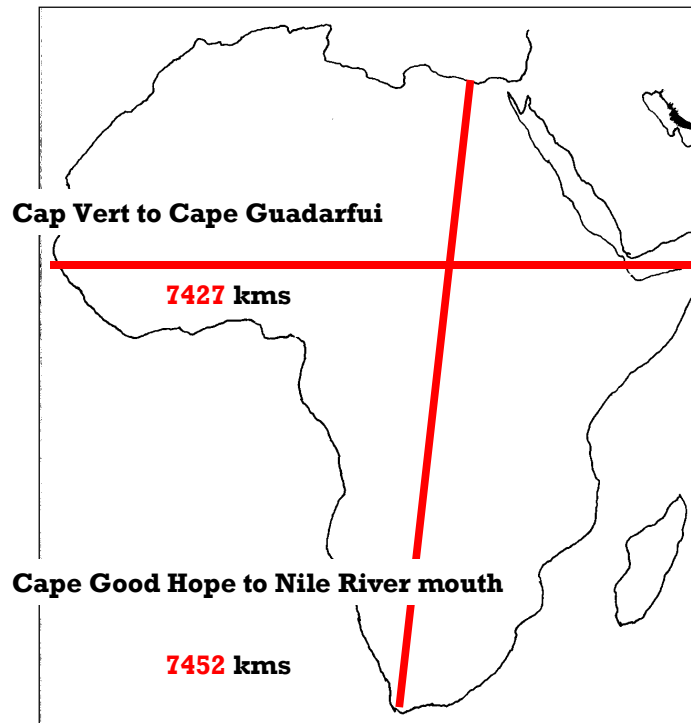 Cap Vert to Cape Guadarfui
7427 kms
Cape Good Hope to Nile River mouth
7452 kms